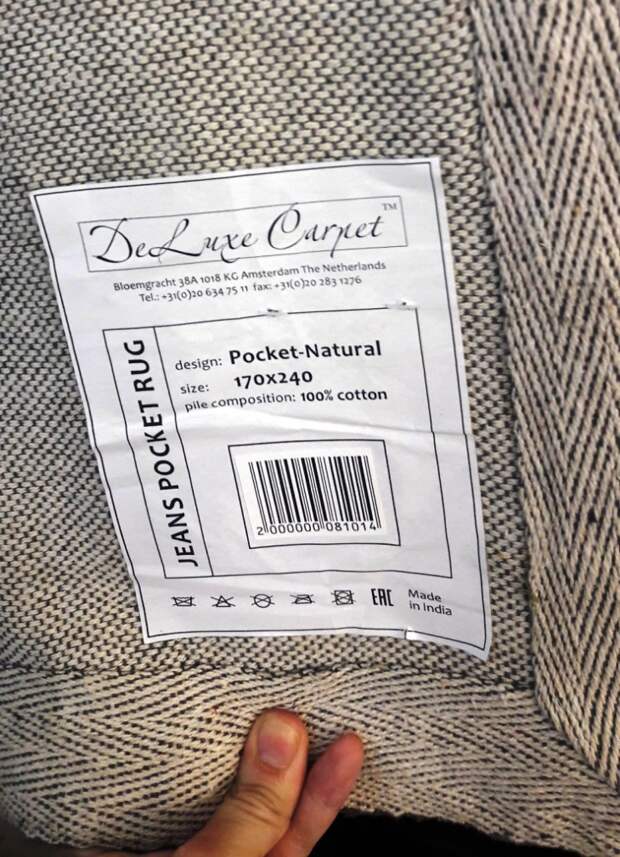 DeLuxe Carpet™
Bloemgracht 38A 1018 KG Amsterdam The Netherlands
Tel.: +31(0)20 634 75 11 fax: +31(0)20 283 1276
JEANS POCKET RUG
design: Pocket-Natural
size: 170x240
pile composition: 100% cotton
2 000000 081014
EAC
Made
in India